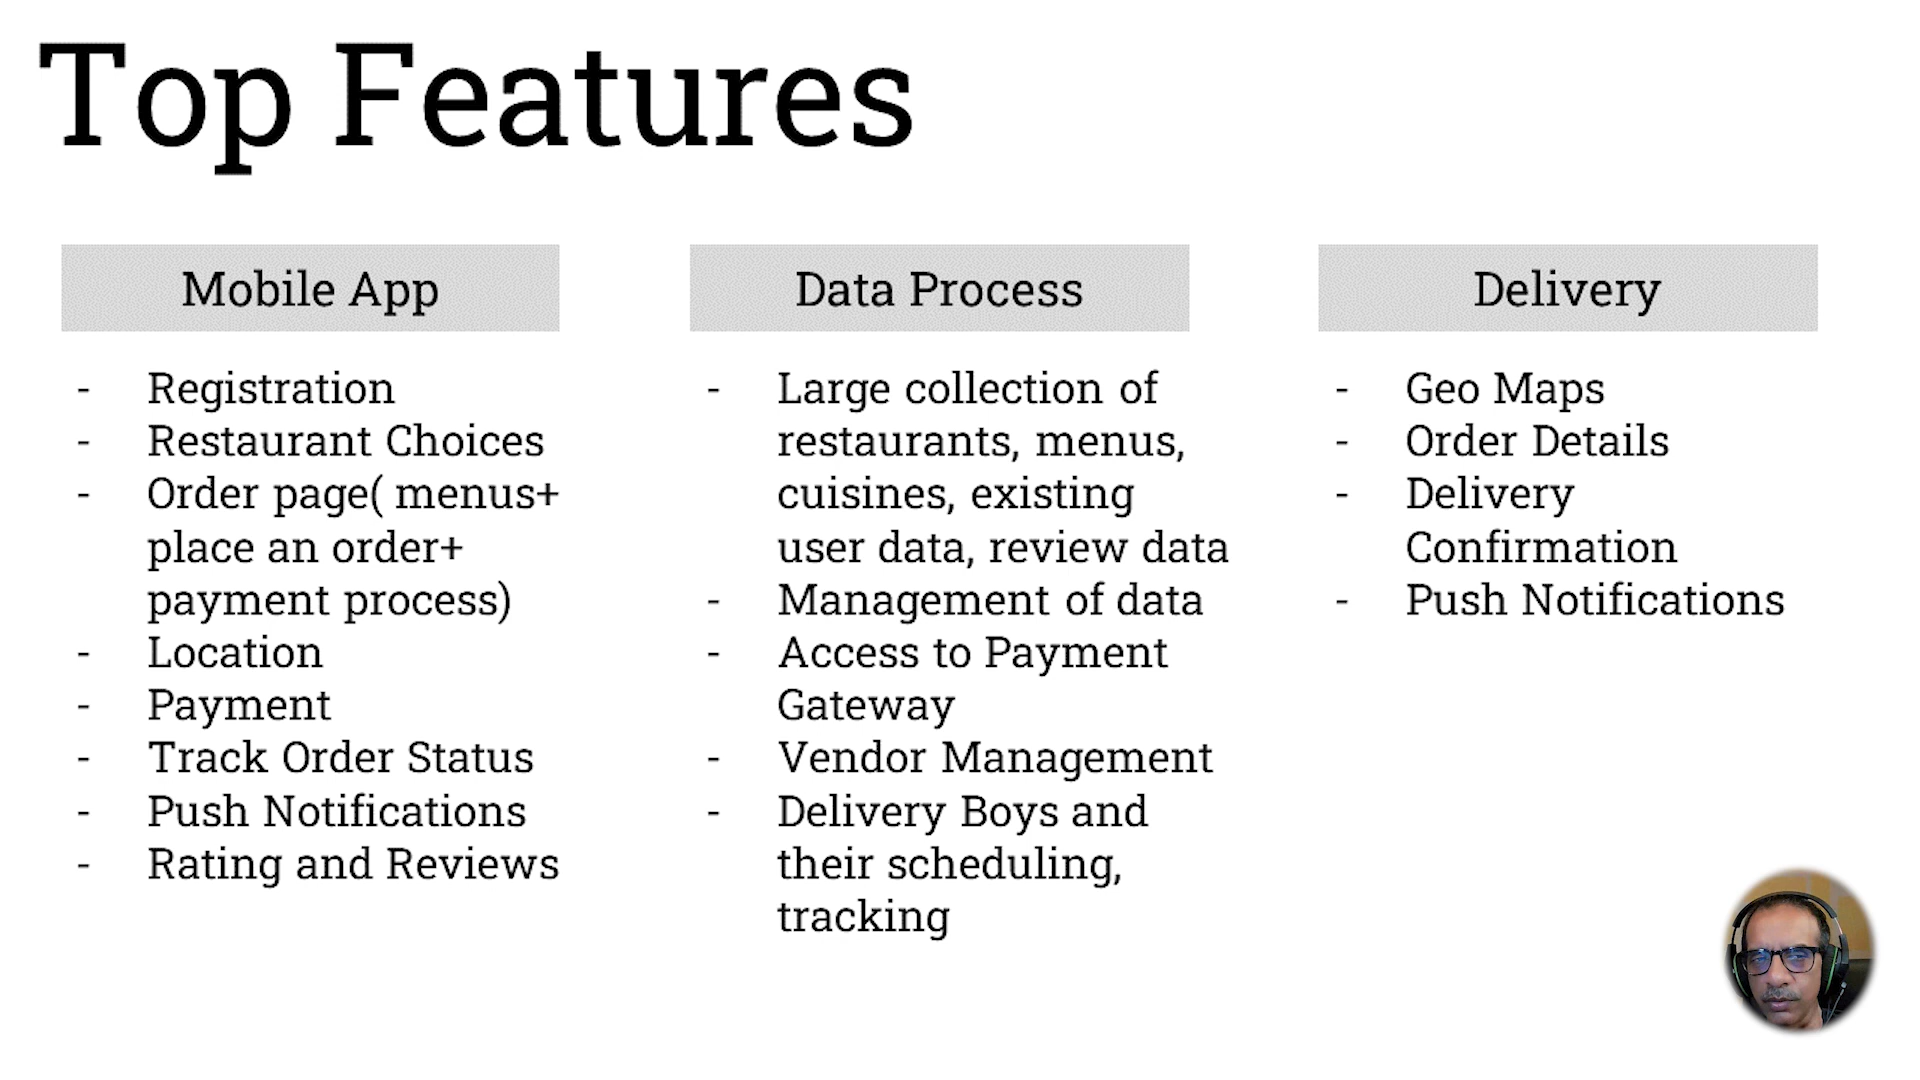 Top Features
Mobile App
- Registration
- Restaurant Choices
- Order page( menus+
place an order+
payment process)
- Location
- Payment
- Track Order Status
- Push Notifications
- Rating and Reviews
Data Process
- Large collection of
restaurants, menus,
cuisines, existing
user data, review data
- Management of data
- Access to Payment
Gateway
- Vendor Management
- Delivery Boys and
their scheduling,
tracking
Delivery
- Geo Maps
- Order Details
- Delivery
Confirmation
- Push Notifications